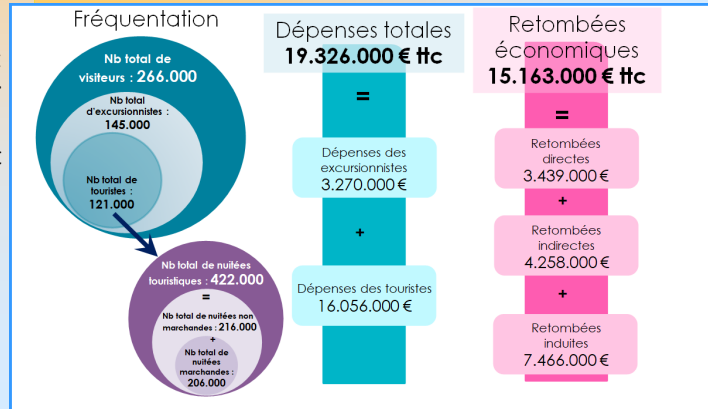 Fréquentation
Nb total de
visiteurs : 266.000
Nb total
d'excursionnistes :
145.000
Nb total de
touristes :
121.000
Nb total de nuitées
touristiques : 422.000
=
Nb total de nuitées non
marchandes : 216.000
+
Nb total de
nuitées
marchandes :
206.000
Dépenses totales
19.326.000 € ttc
=
Dépenses des
excursionnistes
3.270.000 €
+
Dépenses des touristes
16.056.000 €
Retombées
économiques
15.163.000 € ttc
=
Retombées
directes
3.439.000 €
+
Retombées
indirectes
4.258.000 €
+
Retombées
induites
7.466.000 €